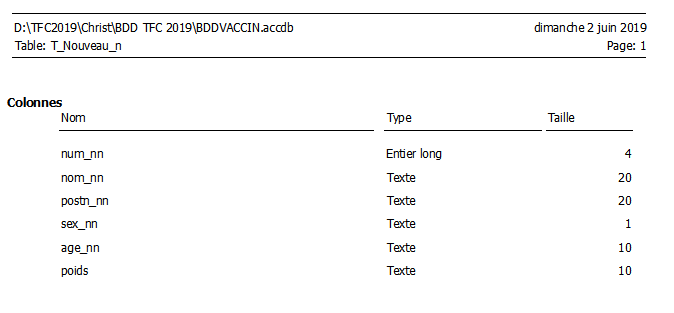 D:\TFC2019\Christ\BDD TFC 2019\BDDVACCIN.accdb dimanche 2 juin 2019
Table: T_Nouveau_n Page: 1
Colonnes
Nom Type Taille
num_nn Entier long 4
nom_nn Texte 20
postn_nn Texte 20
sex_nn Texte 1
age_nn Texte 10
poids Texte 10